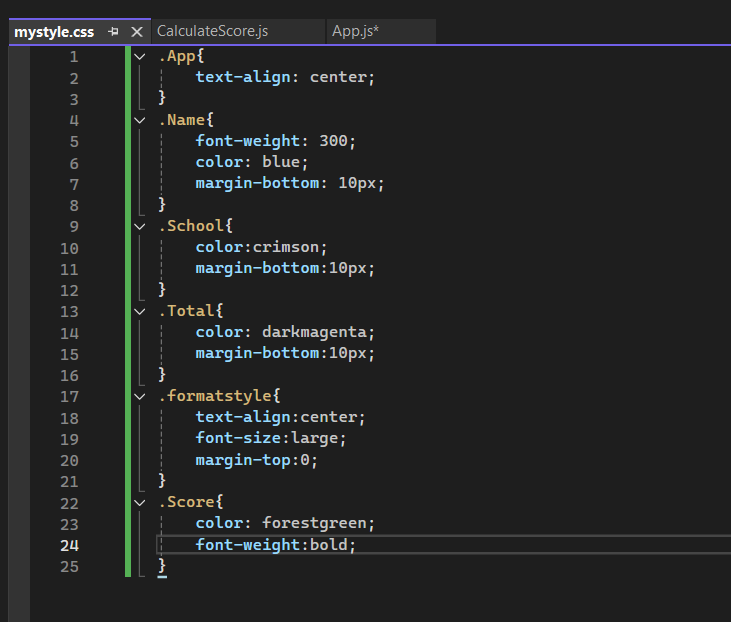 mystyle.css CalculateScore.js App.js*
1 .App{
2 text-align: center;
3 }
4 .Name{
5 font-weight: 300;
6 color: blue;
7 margin-bottom: 10px;
8 }
9 .School{
10 color:crimson;
11 margin-bottom:10px;
12 }
13 .Total{
14 color: darkmagenta;
15 margin-bottom:10px;
16 }
17 .formatstyle{
18 text-align:center;
19 font-size:large;
20 margin-top:0;
21 }
22 .Score{
23 color: forestgreen;
24 font-weight:bold;
25 }